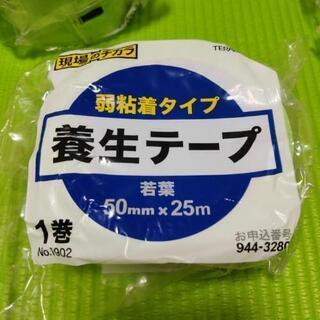 現場のチカラ
弱粘着タイプ
養生テープ
若葉
50mm×25m
1巻
No.1902
お申込番号
944-3280